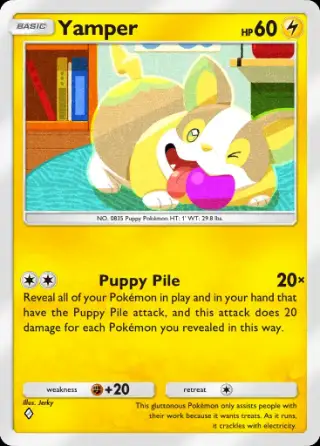 BASIC Yamper HP 60
NO. 0835 Puppy Pokémon HT: 1' WT: 29.8 lbs.
Puppy Pile 20×
Reveal all of your Pokémon in play and in your hand that
have the Puppy Pile attack, and this attack does 20
damage for each Pokémon you revealed in this way.
weakness +20 retreat
Illus. Jerky
This gluttonous Pokémon only assists people with
their work because it wants treats. As it runs,
it crackles with electricity.